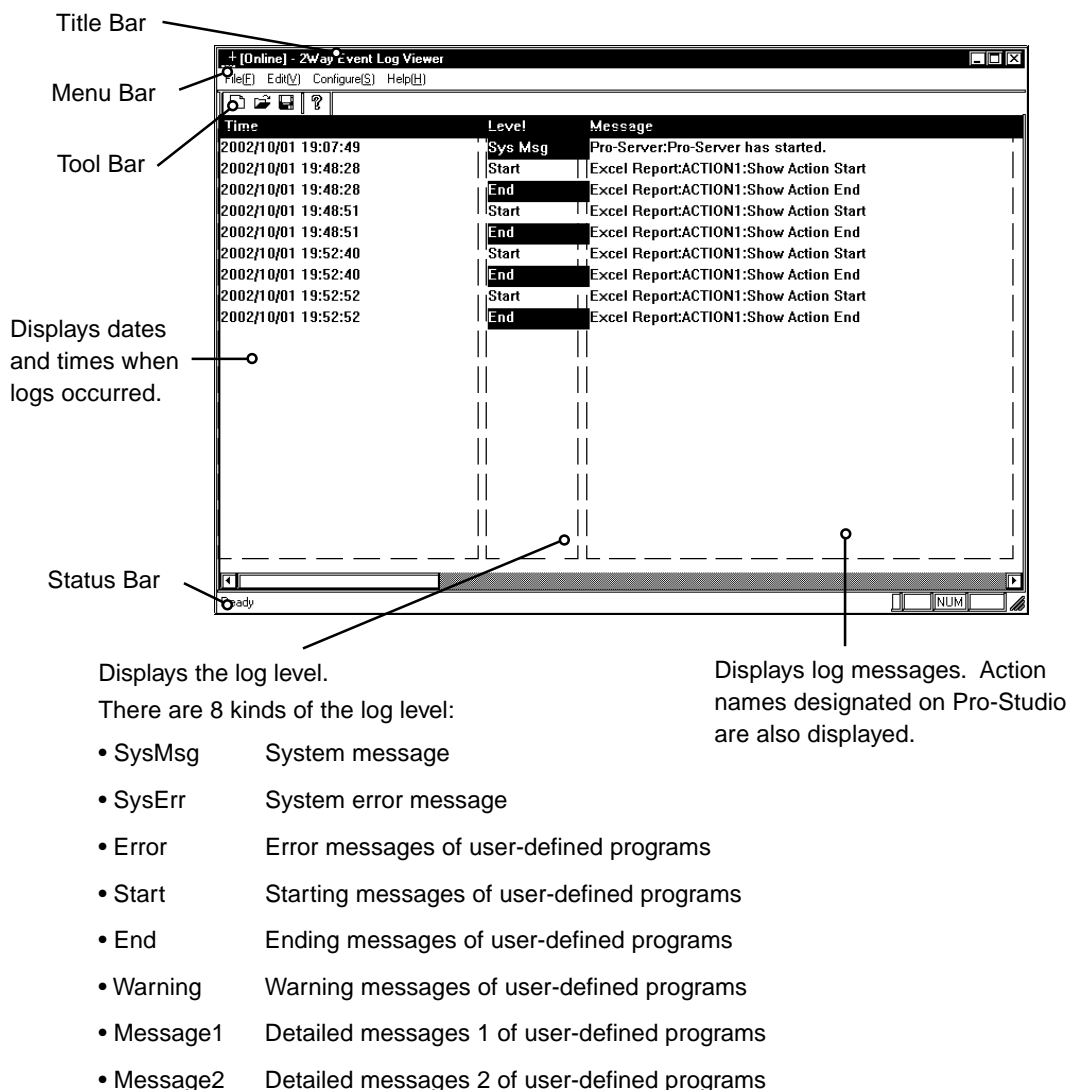 Title Bar
+ [Online] - 2Way Event Log Viewer
Menu Bar
File(F) Edit(V) Configure(S) Help(H)
Tool Bar
Time Level Message
2002/10/01 19:07:49 Sys Msg Pro-Server:Pro-Server has started.
2002/10/01 19:48:28 Start Excel Report:ACTION1:Show Action Start
2002/10/01 19:48:28 End Excel Report:ACTION1:Show Action End
2002/10/01 19:48:51 Start Excel Report:ACTION1:Show Action Start
2002/10/01 19:48:51 End Excel Report:ACTION1:Show Action End
2002/10/01 19:52:40 Start Excel Report:ACTION1:Show Action Start
2002/10/01 19:52:40 End Excel Report:ACTION1:Show Action End
2002/10/01 19:52:52 Start Excel Report:ACTION1:Show Action Start
2002/10/01 19:52:52 End Excel Report:ACTION1:Show Action End
Displays dates
and times when
logs occurred.
Status Bar
Ready NUM
Displays the log level.
There are 8 kinds of the log level:
Displays log messages. Action
names designated on Pro-Studio
are also displayed.
• SysMsg System message
• SysErr System error message
• Error Error messages of user-defined programs
• Start Starting messages of user-defined programs
• End Ending messages of user-defined programs
• Warning Warning messages of user-defined programs
• Message1 Detailed messages 1 of user-defined programs
• Message2 Detailed messages 2 of user-defined programs